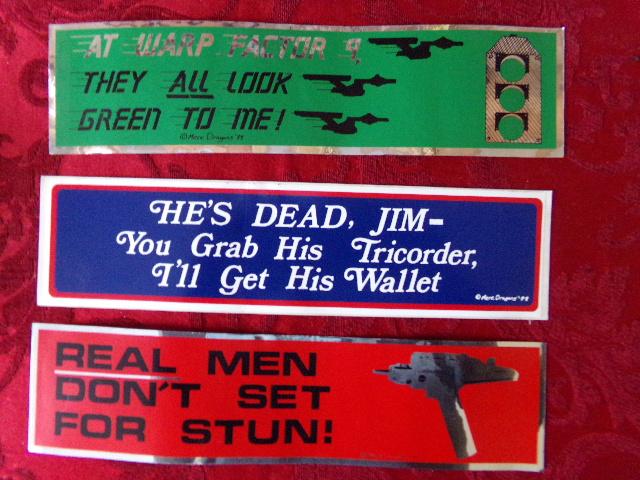 AT WARP FACTOR 9,
THEY ALL LOOK
GREEN TO ME!
HE'S DEAD, JIM-
You Grab His Tricorder,
I'll Get His Wallet
REAL MEN
DON'T SET
FOR STUN!